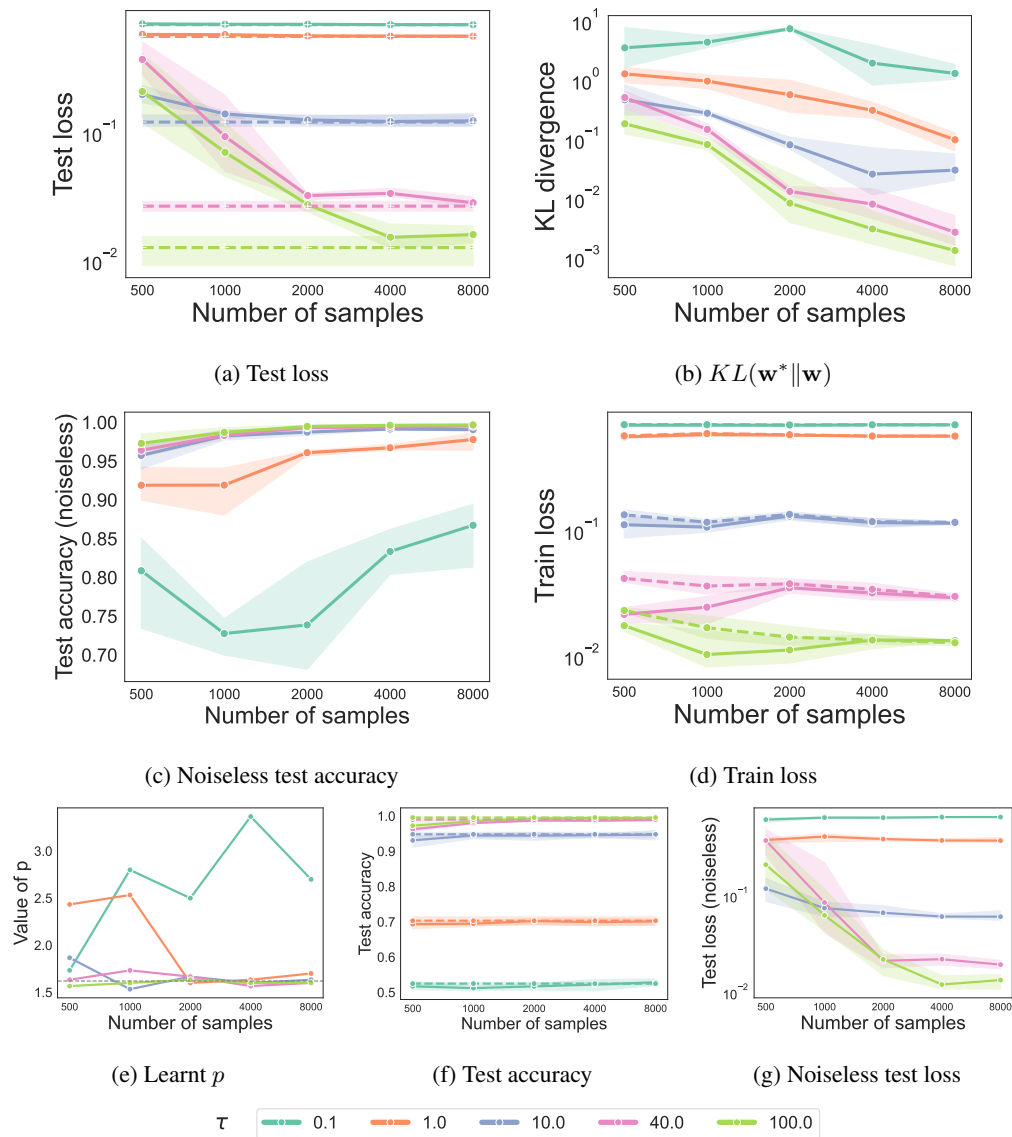 Test loss
10⁻¹
10⁻²
500 1000 2000 4000 8000
Number of samples
(a) Test loss
KL divergence
10¹
10⁰
10⁻¹
10⁻²
10⁻³
500 1000 2000 4000 8000
Number of samples
(b) KL(w*∥w)
Test accuracy (noiseless)
1.00
0.95
0.90
0.85
0.80
0.75
0.70
500 1000 2000 4000 8000
Number of samples
(c) Noiseless test accuracy
Train loss
10⁻¹
10⁻²
500 1000 2000 4000 8000
Number of samples
(d) Train loss
Value of p
3.0
2.5
2.0
1.5
500 1000 2000 4000 8000
Number of samples
(e) Learnt p
Test accuracy
1.0
0.9
0.8
0.7
0.6
0.5
500 1000 2000 4000 8000
Number of samples
(f) Test accuracy
Test loss (noiseless)
10⁻¹
10⁻²
500 1000 2000 4000 8000
Number of samples
(g) Noiseless test loss
τ 0.1 1.0 10.0 40.0 100.0